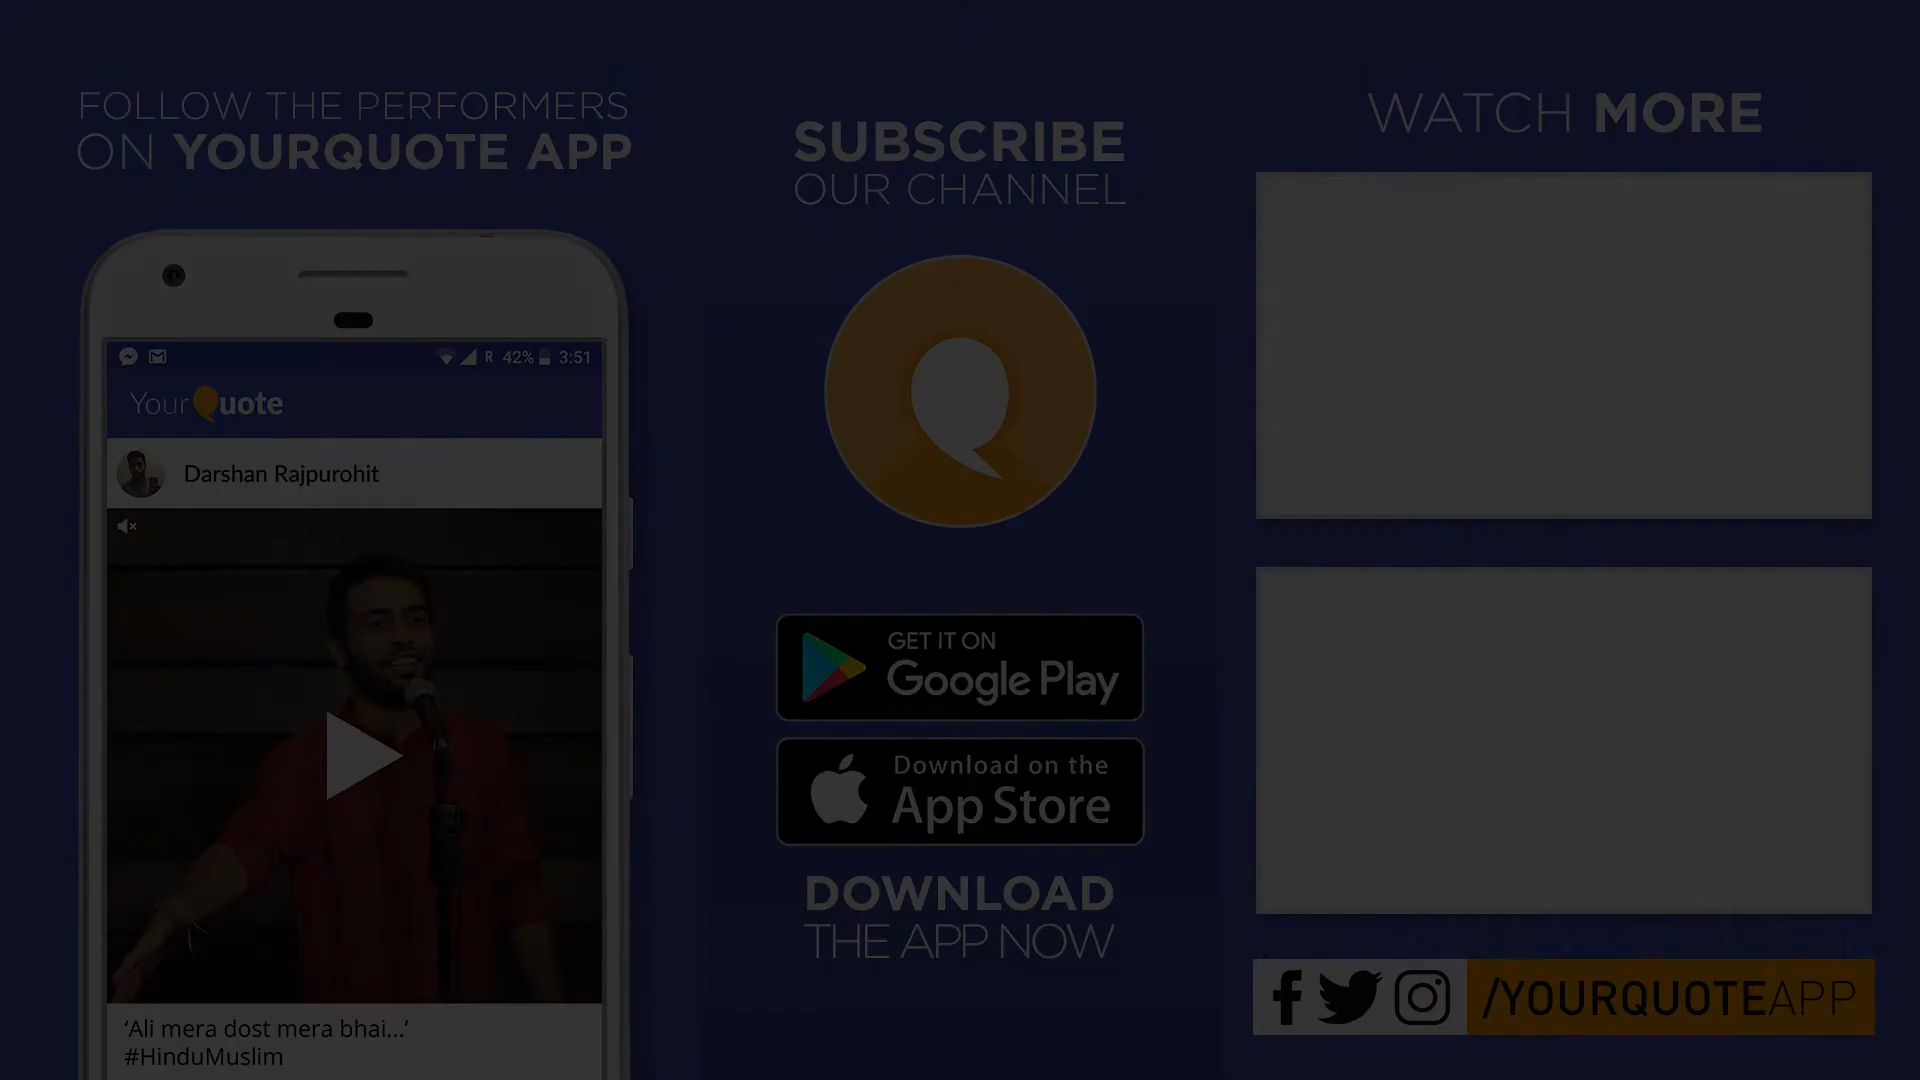 FOLLOW THE PERFORMERS
ON YOURQUOTE APP
R 42% 3:51
YourQuote
Darshan Rajpurohit
‘Ali mera dost mera bhai...’
#HinduMuslim
SUBSCRIBE
OUR CHANNEL
GET IT ON
Google Play
Download on the
App Store
DOWNLOAD
THE APP NOW
WATCH MORE
/YOURQUOTEAPP